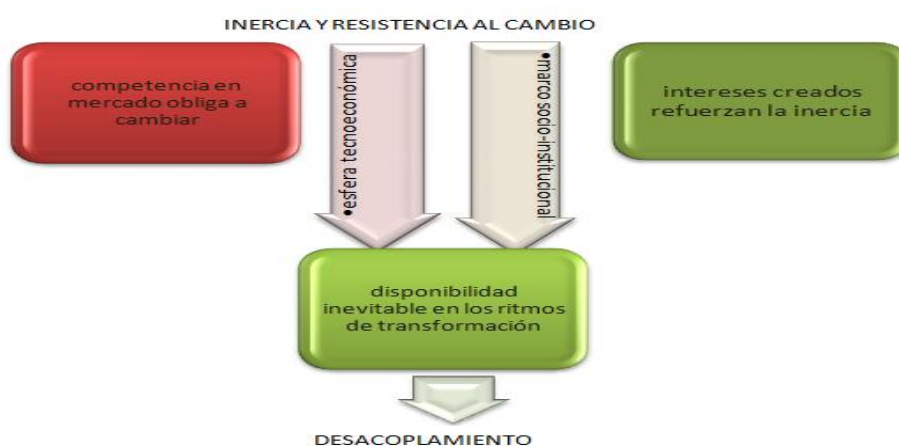 INERCIA Y RESISTENCIA AL CAMBIO
competencia en
mercado obliga a
cambiar
•esfera tecnoeconómica
•marco socio-institucional
intereses creados
refuerzan la inercia
disponibilidad
inevitable en los ritmos
de transformación
DESACOPLAMIENTO